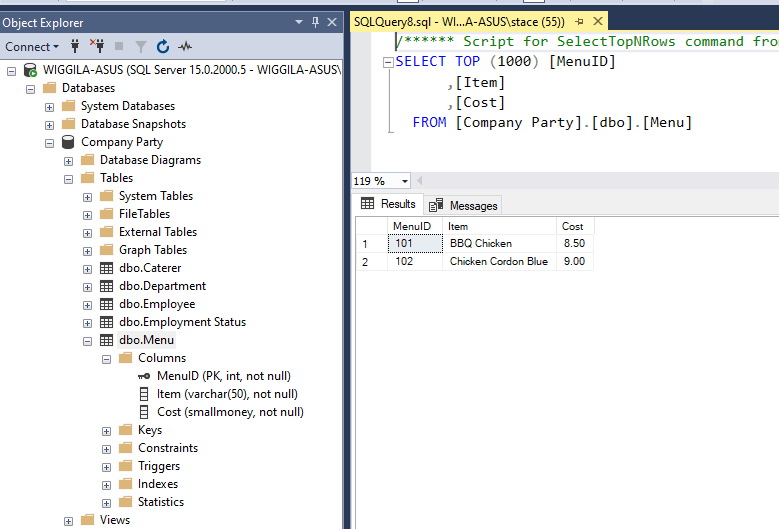 Object Explorer
Connect
WIGGILA-ASUS (SQL Server 15.0.2000.5 - WIGGILA-ASUS\
Databases
System Databases
Database Snapshots
Company Party
Database Diagrams
Tables
System Tables
FileTables
External Tables
Graph Tables
dbo.Caterer
dbo.Department
dbo.Employee
dbo.Employment Status
dbo.Menu
Columns
MenuID (PK, int, not null)
Item (varchar(50), not null)
Cost (smallmoney, not null)
Keys
Constraints
Triggers
Indexes
Statistics
Views
SQLQuery8.sql - WI...A-ASUS\stace (55))
/****** Script for SelectTopNRows command fro
SELECT TOP (1000) [MenuID]
,[Item]
,[Cost]
FROM [Company Party].[dbo].[Menu]
119 %
Results Messages
MenuID Item Cost
1 101 BBQ Chicken 8.50
2 102 Chicken Cordon Blue 9.00